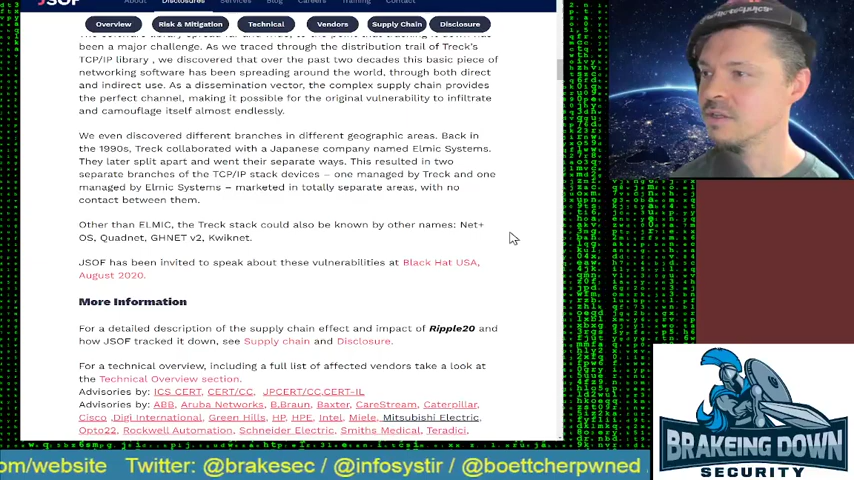 JSOF
About Disclosures Services Blog Careers Training Contact
Overview Risk & Mitigation Technical Vendors Supply Chain Disclosure
been a major challenge. As we traced through the distribution trail of Treck's
TCP/IP library , we discovered that over the past two decades this basic piece of
networking software has been spreading around the world, through both direct
and indirect use. As a dissemination vector, the complex supply chain provides
the perfect channel, making it possible for the original vulnerability to infiltrate
and camouflage itself almost endlessly.
We even discovered different branches in different geographic areas. Back in
the 1990s, Treck collaborated with a Japanese company named Elmic Systems.
They later split apart and went their separate ways. This resulted in two
separate branches of the TCP/IP stack devices – one managed by Treck and one
managed by Elmic Systems – marketed in totally separate areas, with no
contact between them.
Other than ELMIC, the Treck stack could also be known by other names: Net+
OS, Quadnet, GHNET v2, Kwiknet.
JSOF has been invited to speak about these vulnerabilities at Black Hat USA,
August 2020.
More Information
For a detailed description of the supply chain effect and impact of Ripple20 and
how JSOF tracked it down, see Supply chain and Disclosure.
For a technical overview, including a full list of affected vendors take a look at
the Technical Overview section.
Advisories by: ICS CERT, CERT/CC, JPCERT/CC,CERT-IL
Advisories by: ABB, Aruba Networks, B.Braun, Baxter, CareStream, Caterpillar,
Cisco ,Digi International, Green Hills, HP, HPE, Intel, Miele, Mitsubishi Electric,
Opto22, Rockwell Automation, Schneider Electric, Smiths Medical, Teradici,
BRAKEING DOWN
SECURITY
om/website Twitter: @brakesec / @infosystir / @boettcherpwned